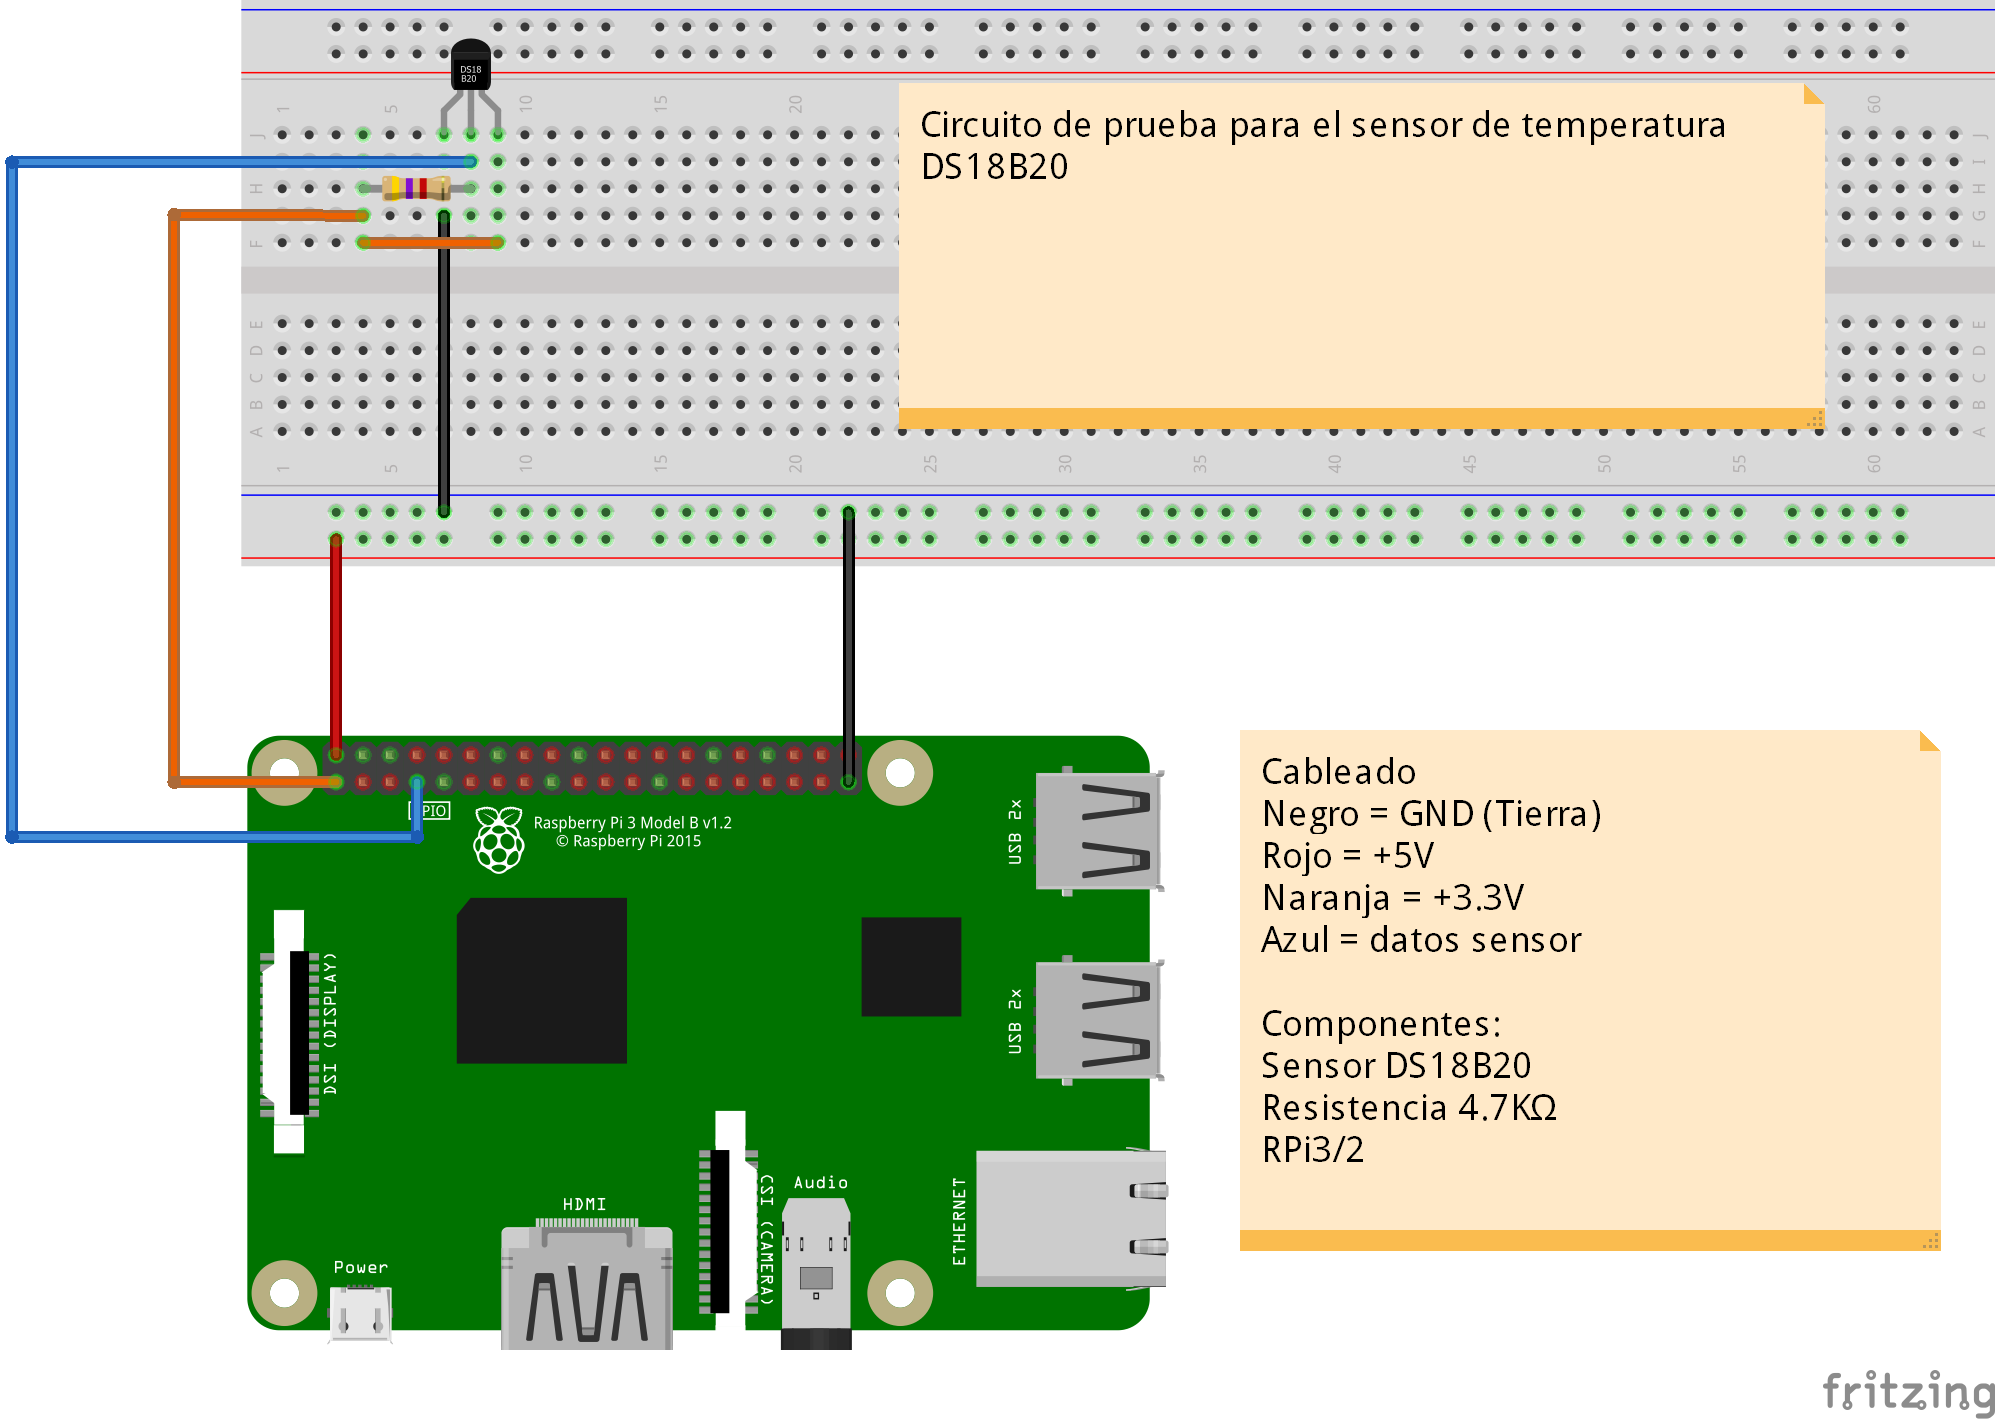 DS18
B20
1
5
10
15
20
60
J
I
H
G
F
J
I
H
G
F
Circuito de prueba para el sensor de temperatura
DS18B20
E
D
C
B
A
E
D
C
B
A
1
5
10
15
20
25
30
35
40
45
50
55
60
GPIO
Raspberry Pi 3 Model B v1.2
© Raspberry Pi 2015
USB 2x
USB 2x
DSI (DISPLAY)
CSI (CAMERA)
Audio
HDMI
ETHERNET
Power
Cableado
Negro = GND (Tierra)
Rojo = +5V
Naranja = +3.3V
Azul = datos sensor
Componentes:
Sensor DS18B20
Resistencia 4.7KΩ
RPi3/2
fritzing